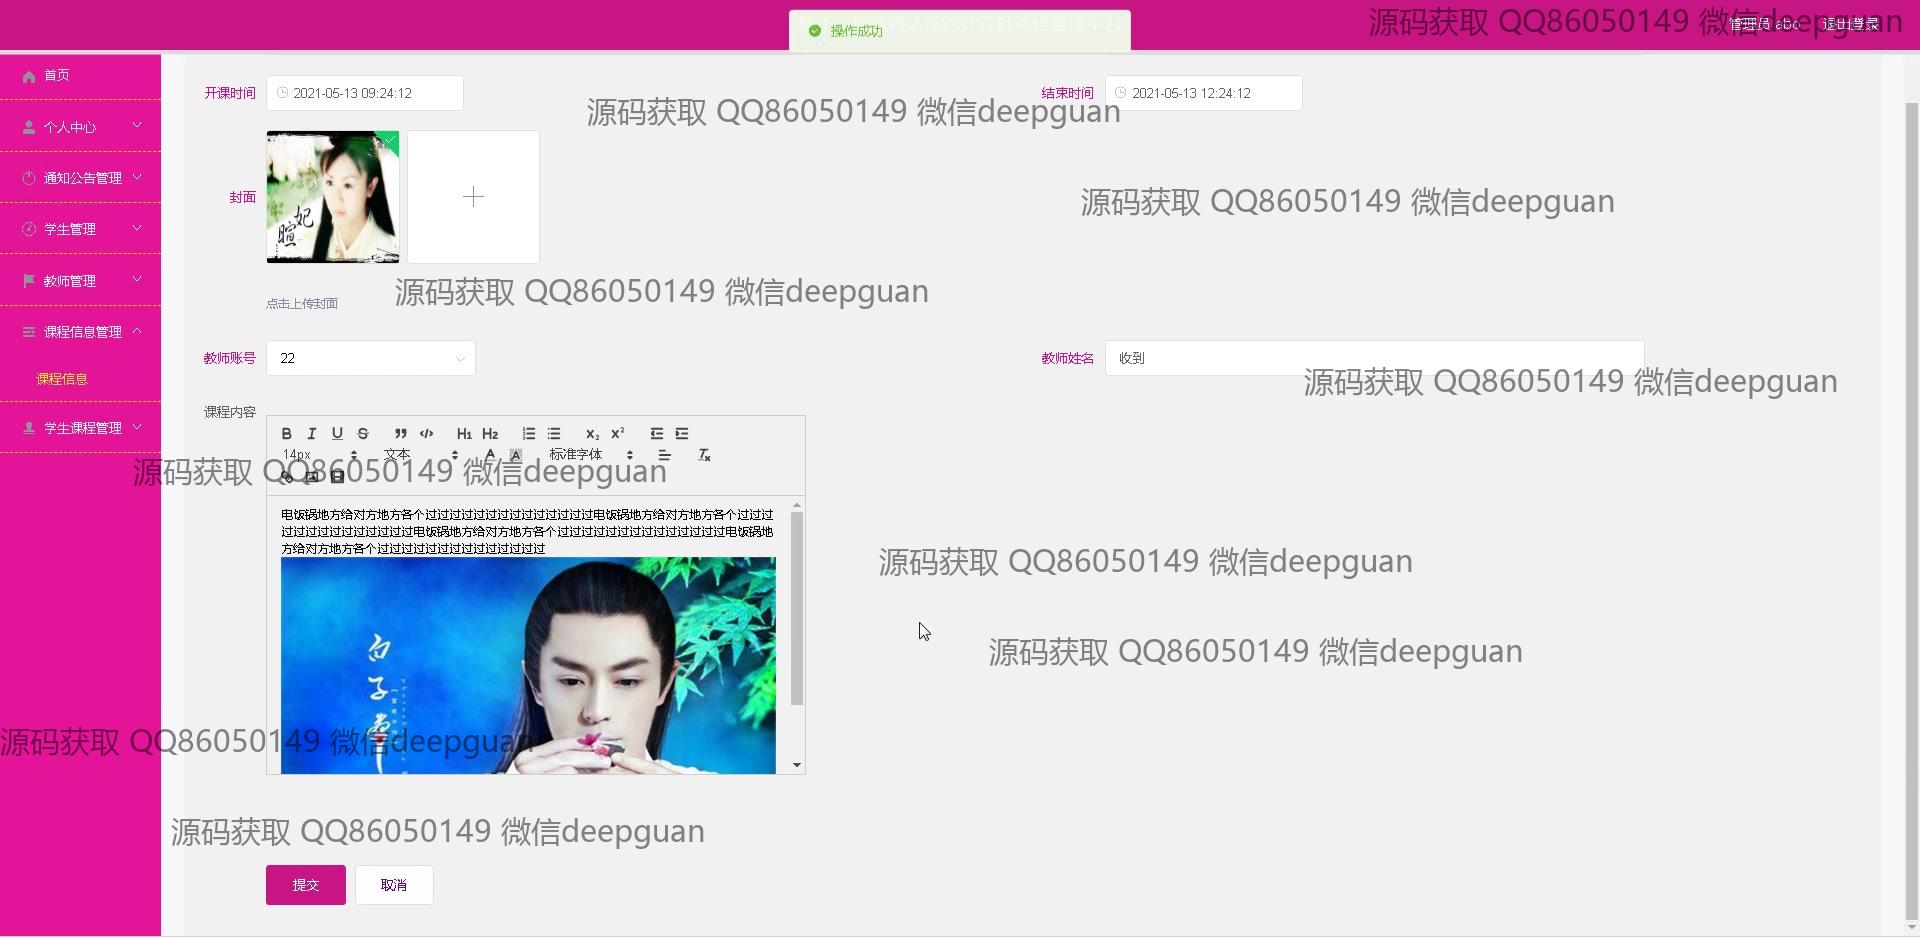 操作成功
管理员 abo
退出登录
源码获取 QQ86050149 微信deepguan
首页
个人中心
通知公告管理
学生管理
教师管理
课程信息管理
课程信息
学生课程管理
开课时间
2021-05-13 09:24:12
结束时间
2021-05-13 12:24:12
源码获取 QQ86050149 微信deepguan
封面
妃暄
源码获取 QQ86050149 微信deepguan
点击上传封面
源码获取 QQ86050149 微信deepguan
教师账号
22
教师姓名
收到
源码获取 QQ86050149 微信deepguan
课程内容
14px
文本
标准字体
源码获取 QQ86050149 微信deepguan
电饭锅地方给对方地方各个过过过过过过过过过过过过过过电饭锅地方给对方地方各个过过过
过过过过过过过过过过过电饭锅地方给对方地方各个过过过过过过过过过过过过过过电饭锅地
方给对方地方各个过过过过过过过过过过过过过过
源码获取 QQ86050149 微信deepguan
白子画
源码获取 QQ86050149 微信deepguan
源码获取 QQ86050149 微信deepguan
源码获取 QQ86050149 微信deepguan
提交
取消